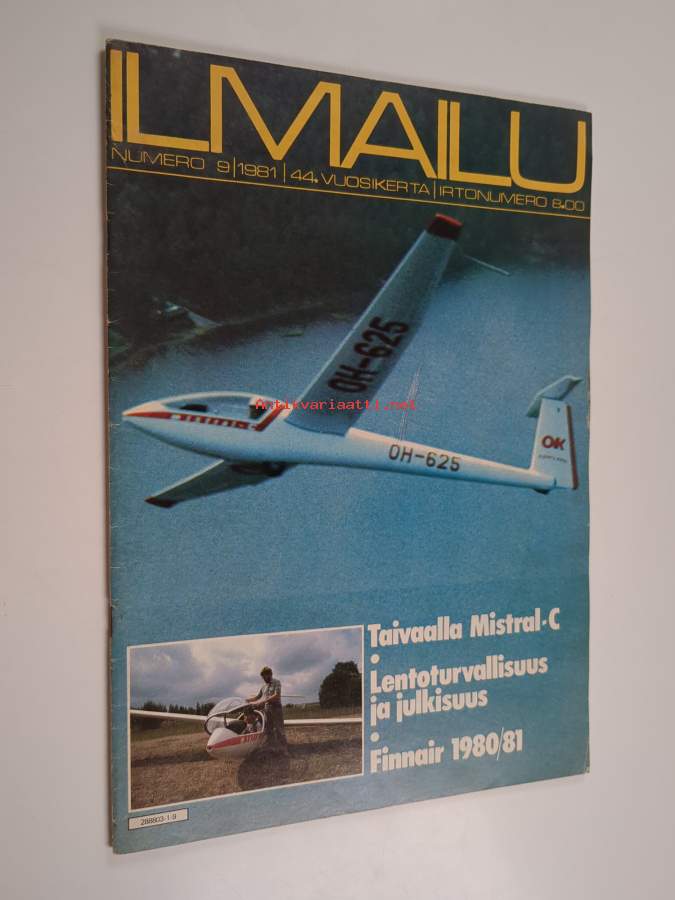 ILMAILU
NUMERO 9|1981 | 44. VUOSIKERTA | IRTONUMERO 8.00
OH-625
Antikvariaatti.net
OH-625
OK
Taivaalla Mistral-C
•
Lentoturvallisuus
ja julkisuus
•
Finnair 1980/81
288803-1-9